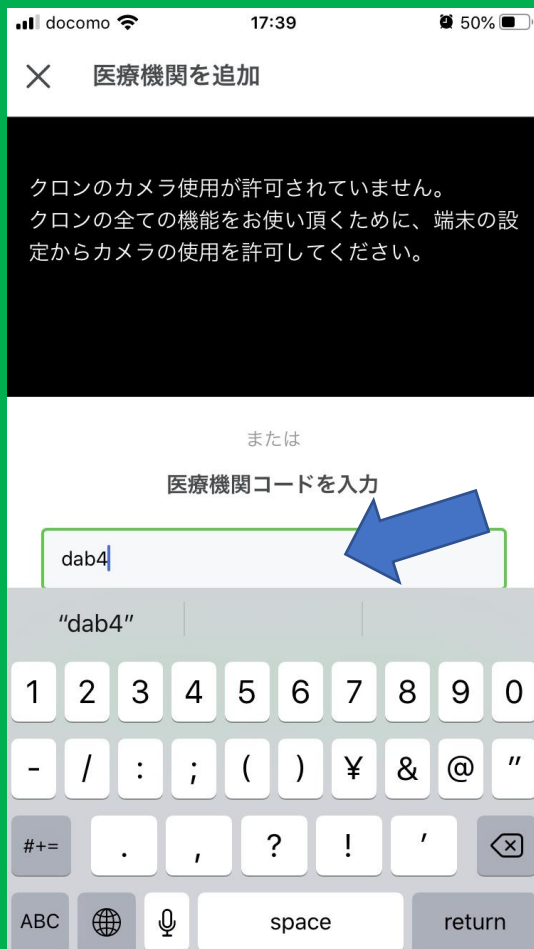 docomo 17:39 50%
医療機関を追加
クロンのカメラ使用が許可されていません。
クロンの全ての機能をお使い頂くために、端末の設
定からカメラの使用を許可してください。
または
医療機関コードを入力
dab4
“dab4”
1 2 3 4 5 6 7 8 9 0
- / : ; ( ) ¥ & @ "
#+= . , ? ! ’
ABC space return